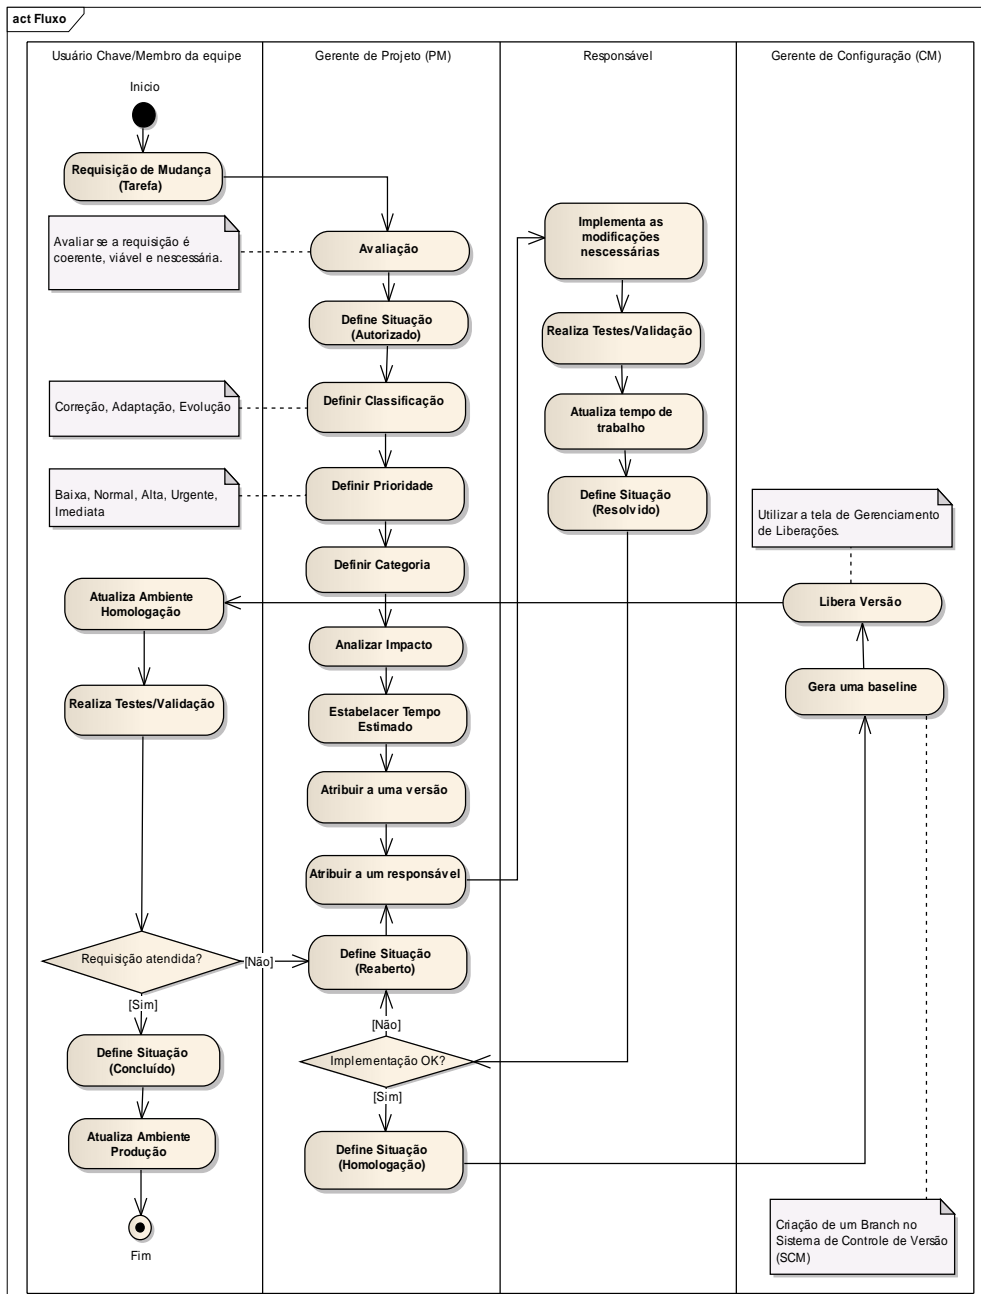 act Fluxo
Usuário Chave/Membro da equipe
Gerente de Projeto (PM)
Responsável
Gerente de Configuração (CM)
Inicio
Requisição de Mudança
(Tarefa)
Avaliar se a requisição é
coerente, viável e nescessária.
Avaliação
Define Situação
(Autorizado)
Correção, Adaptação, Evolução
Definir Classificação
Baixa, Normal, Alta, Urgente,
Imediata
Definir Prioridade
Definir Categoria
Analizar Impacto
Estabelacer Tempo
Estimado
Atribuir a uma versão
Atribuir a um responsável
Define Situação
(Reaberto)
[Não]
Implementação OK?
[Sim]
Define Situação
(Homologação)
Implementa as
modificações
nescessárias
Realiza Testes/Validação
Atualiza tempo de
trabalho
Define Situação
(Resolvido)
Utilizar a tela de Gerenciamento
de Liberações.
Libera Versão
Gera uma baseline
Criação de um Branch no
Sistema de Controle de Versão
(SCM)
Atualiza Ambiente
Homologação
Realiza Testes/Validação
Requisição atendida?
[Não]
[Sim]
Define Situação
(Concluído)
Atualiza Ambiente
Produção
Fim